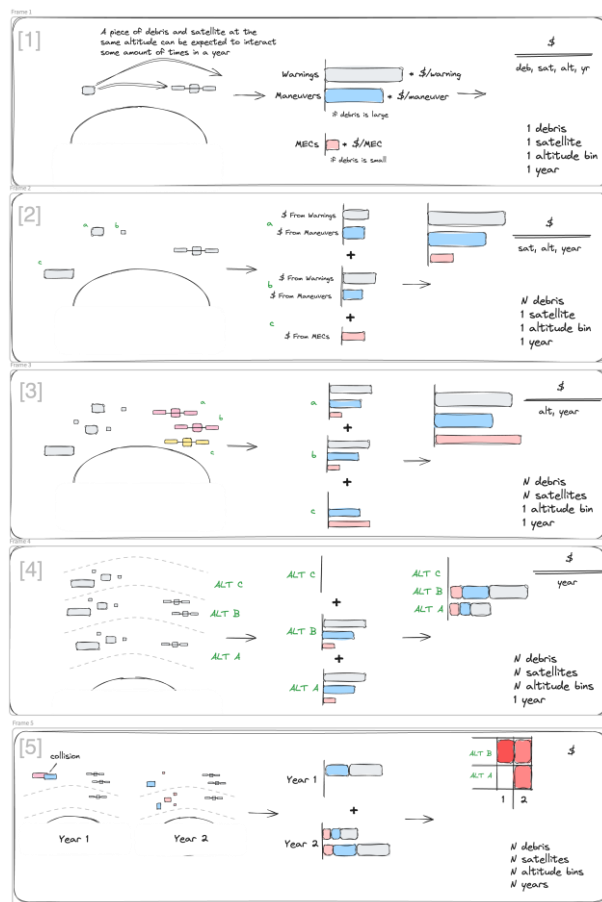 Frame 1
[1]
A piece of debris and satellite at the
same altitude can be expected to interact
some amount of times in a year
Warnings
* $/warning
Maneuvers
* $/maneuver
* debris is large
MECs
* $/MEC
* debris is small
$
deb, sat, alt, yr
1 debris
1 satellite
1 altitude bin
1 year
Frame 2
[2]
a
b
c
a
$ From Warnings
$ From Maneuvers
+
b
$ From Warnings
$ From Maneuvers
+
c
$ From MECs
$
sat, alt, year
N debris
1 satellite
1 altitude bin
1 year
Frame 3
[3]
a
b
c
a
+
b
+
c
$
alt, year
N debris
N satellites
1 altitude bin
1 year
Frame 4
[4]
ALT C
ALT B
ALT A
ALT C
+
ALT B
+
ALT A
ALT C
ALT B
ALT A
$
year
N debris
N satellites
N altitude bins
1 year
Frame 5
[5]
collision
Year 1
Year 2
Year 1
+
Year 2
ALT B
ALT A
1 2
$
N debris
N satellites
N altitude bins
N years